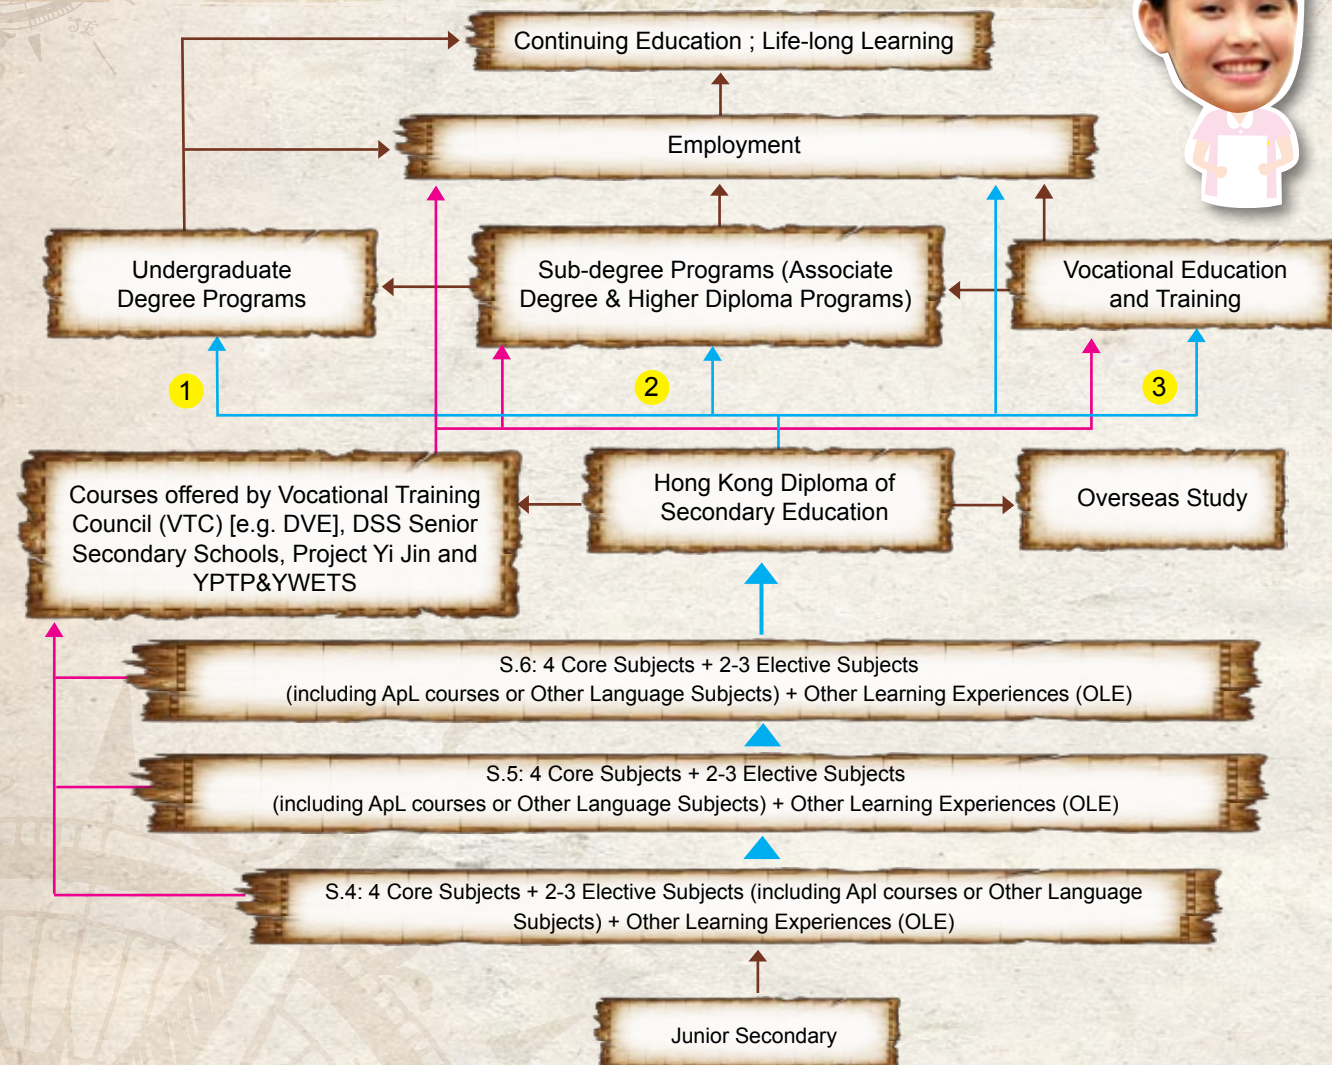 Continuing Education ; Life-long Learning
Employment
Undergraduate
Degree Programs
Sub-degree Programs (Associate
Degree & Higher Diploma Programs)
Vocational Education
and Training
1
2
3
Courses offered by Vocational Training
Council (VTC) [e.g. DVE], DSS Senior
Secondary Schools, Project Yi Jin and
YPTP&YWETS
Hong Kong Diploma of
Secondary Education
Overseas Study
S.6: 4 Core Subjects + 2-3 Elective Subjects
(including ApL courses or Other Language Subjects) + Other Learning Experiences (OLE)
S.5: 4 Core Subjects + 2-3 Elective Subjects
(including ApL courses or Other Language Subjects) + Other Learning Experiences (OLE)
S.4: 4 Core Subjects + 2-3 Elective Subjects (including Apl courses or Other Language
Subjects) + Other Learning Experiences (OLE)
Junior Secondary